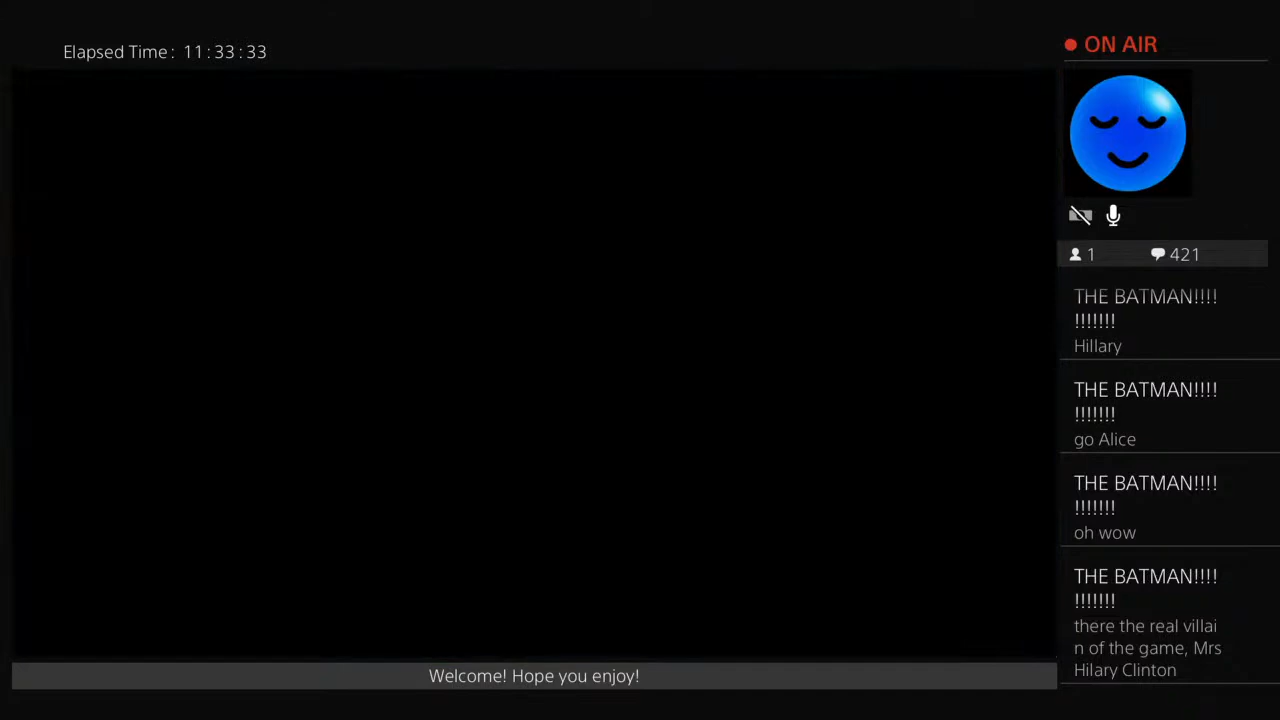 Elapsed Time: 11:33:33
ON AIR
1 421
THE BATMAN!!!!
!!!!!!!
Hillary
THE BATMAN!!!!
!!!!!!!
go Alice
THE BATMAN!!!!
!!!!!!!
oh wow
THE BATMAN!!!!
!!!!!!!
there the real villai
n of the game, Mrs
Hilary Clinton
Welcome! Hope you enjoy!